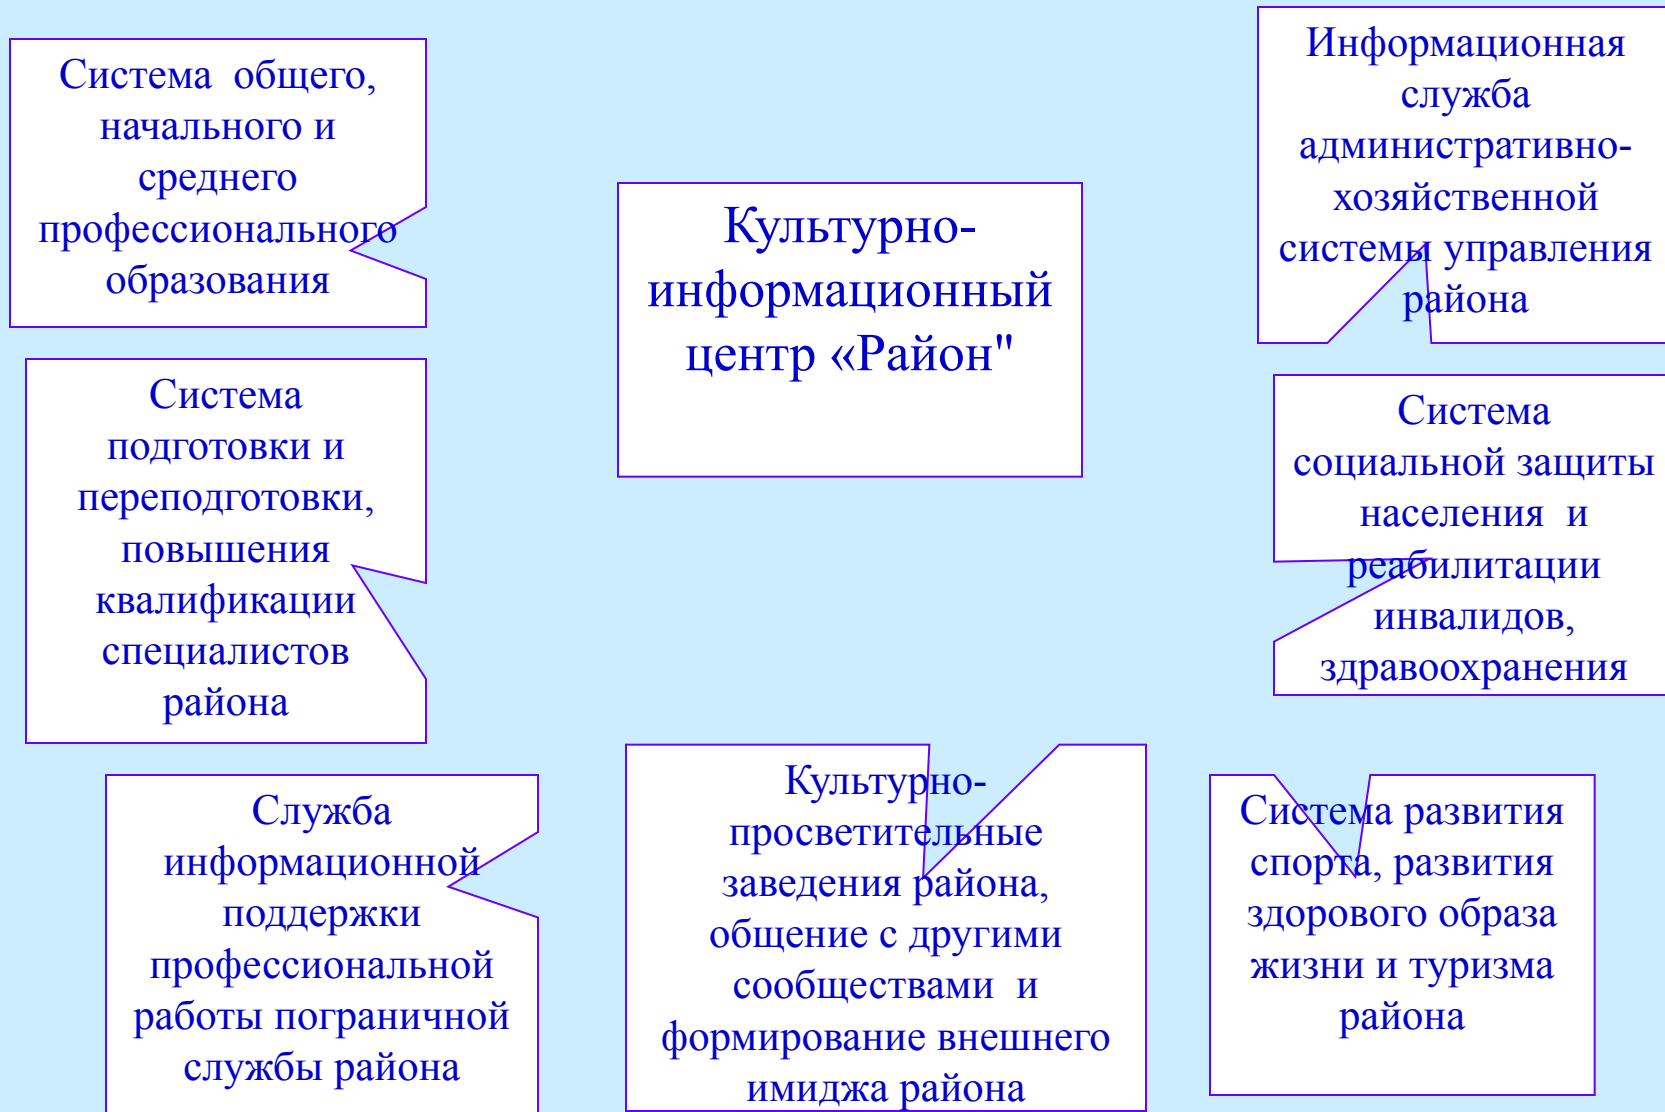 Система  общего,
начального и
среднего
профессионального
образования
Культурно-
информационный
центр «Район"
Информационная
служба
административно-
хозяйственной
системы управления
района
Система
подготовки и
переподготовки,
повышения
квалификации
специалистов
района
Система
социальной защиты
населения  и
реабилитации
инвалидов,
здравоохранения
Служба
информационной
поддержки
профессиональной
работы пограничной
службы района
Культурно-
просветительные
заведения района,
общение с другими
сообществами  и
формирование внешнего
имиджа района
Система развития
спорта, развития
здорового образа
жизни и туризма
района